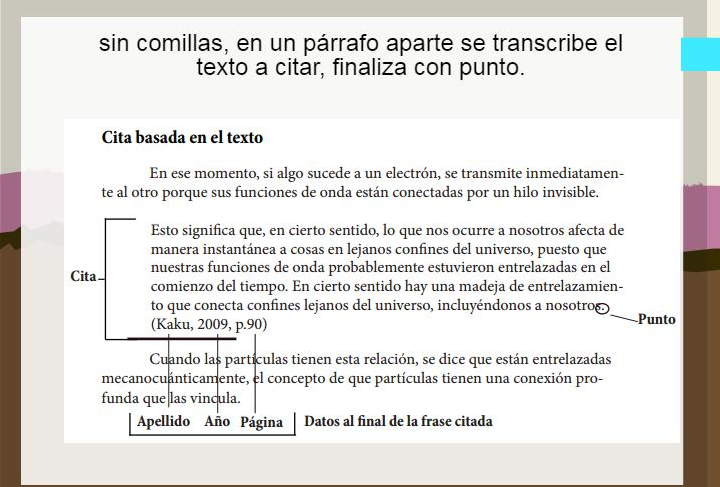 sin comillas, en un párrafo aparte se transcribe el
texto a citar, finaliza con punto.
Cita basada en el texto
En ese momento, si algo sucede a un electrón, se transmite inmediatamen-
te al otro porque sus funciones de onda están conectadas por un hilo invisible.
Esto significa que, en cierto sentido, lo que nos ocurre a nosotros afecta de
manera instantánea a cosas en lejanos confines del universo, puesto que
nuestras funciones de onda probablemente estuvieron entrelazadas en el
comienzo del tiempo. En cierto sentido hay una madeja de entrelazamien-
to que conecta confines lejanos del universo, incluyéndonos a nosotros.
(Kaku, 2009, p.90)
Cita
Punto
Cuando las partículas tienen esta relación, se dice que están entrelazadas
mecanocuánticamente, el concepto de que partículas tienen una conexión pro-
funda que las vincula.
Apellido Año Página Datos al final de la frase citada